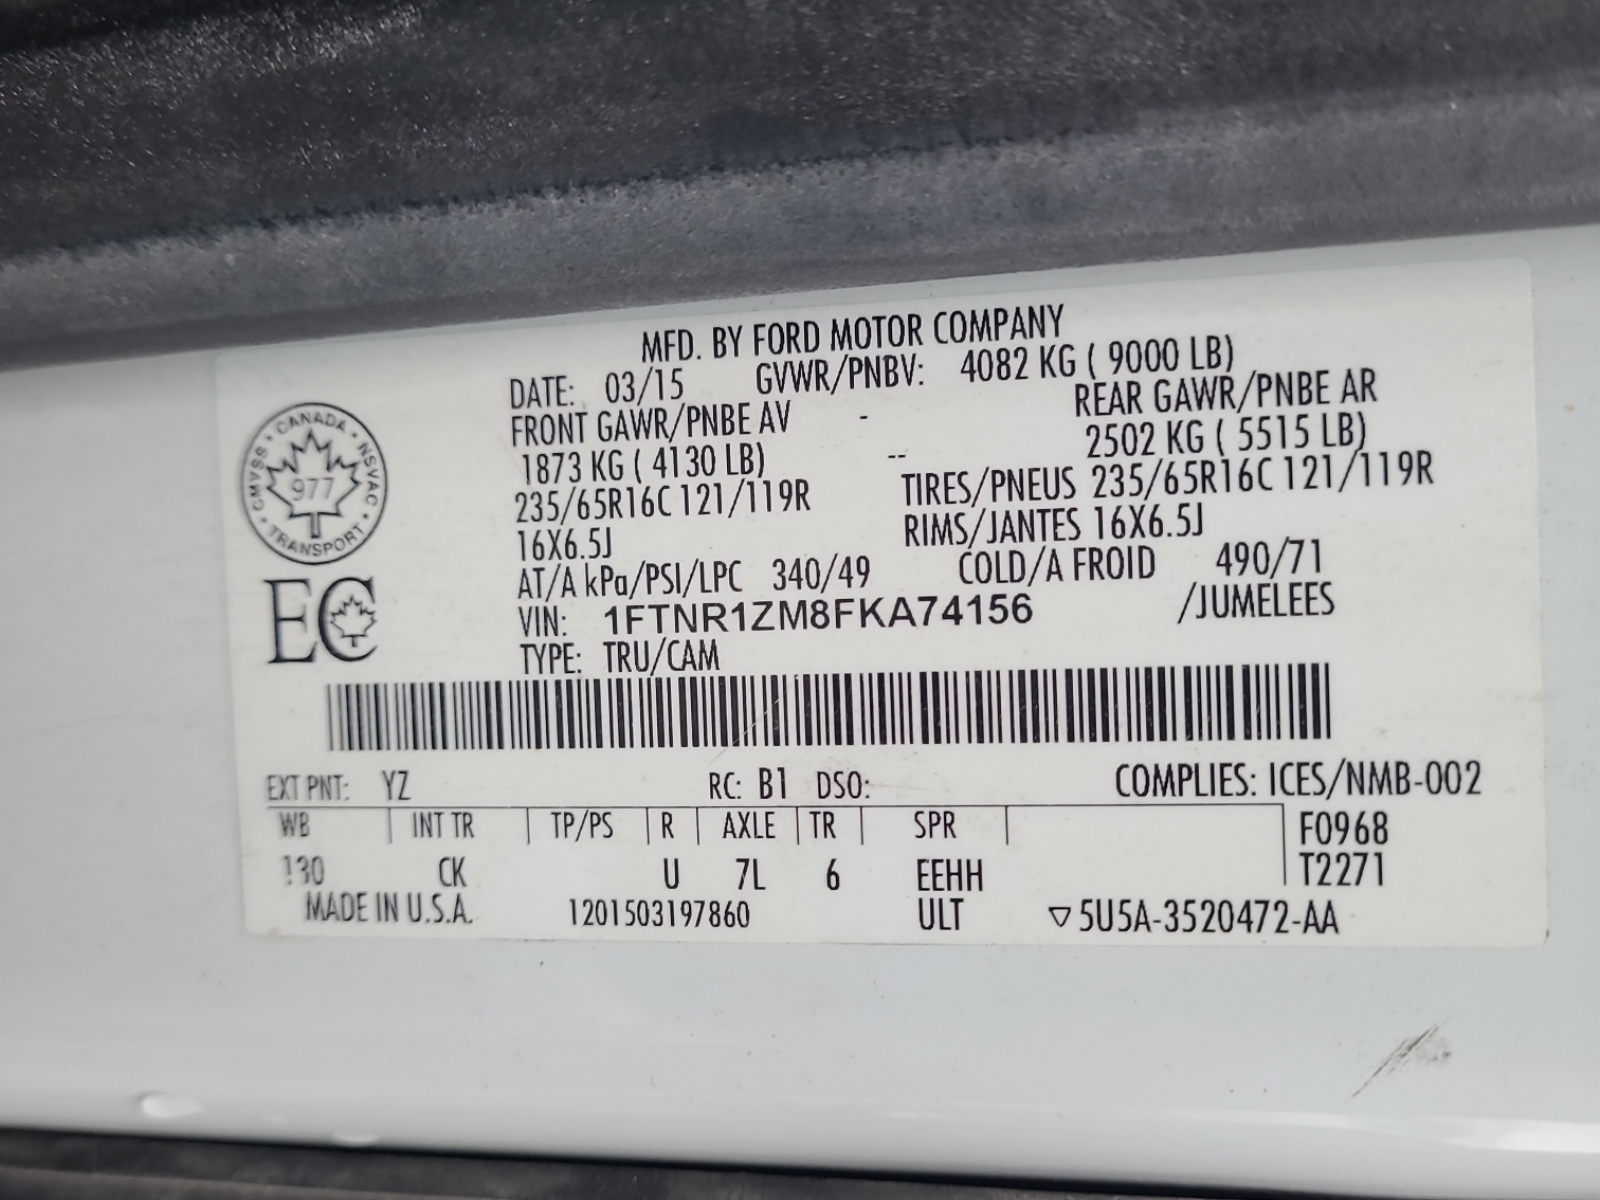 MFD. BY FORD MOTOR COMPANY
DATE: 03/15 GVWR/PNBV: 4082 KG ( 9000 LB)
FRONT GAWR/PNBE AV - REAR GAWR/PNBE AR
1873 KG ( 4130 LB) -- 2502 KG ( 5515 LB)
235/65R16C 121/119R TIRES/PNEUS 235/65R16C 121/119R
16X6.5J RIMS/JANTES 16X6.5J
AT/A kPa/PSI/LPC 340/49 COLD/A FROID 490/71
VIN: 1FTNR1ZM8FKA74156 /JUMELEES
TYPE: TRU/CAM
CANADA • NSVAC • TRANSPORT • CMVSS •
977
EC
EXT PNT: YZ RC: B1 DSO: COMPLIES: ICES/NMB-002
WB INT TR TP/PS R AXLE TR SPR F0968
130 CK U 7L 6 EEHH T2271
MADE IN U.S.A. 1201503197860 ULT ▽5U5A-3520472-AA